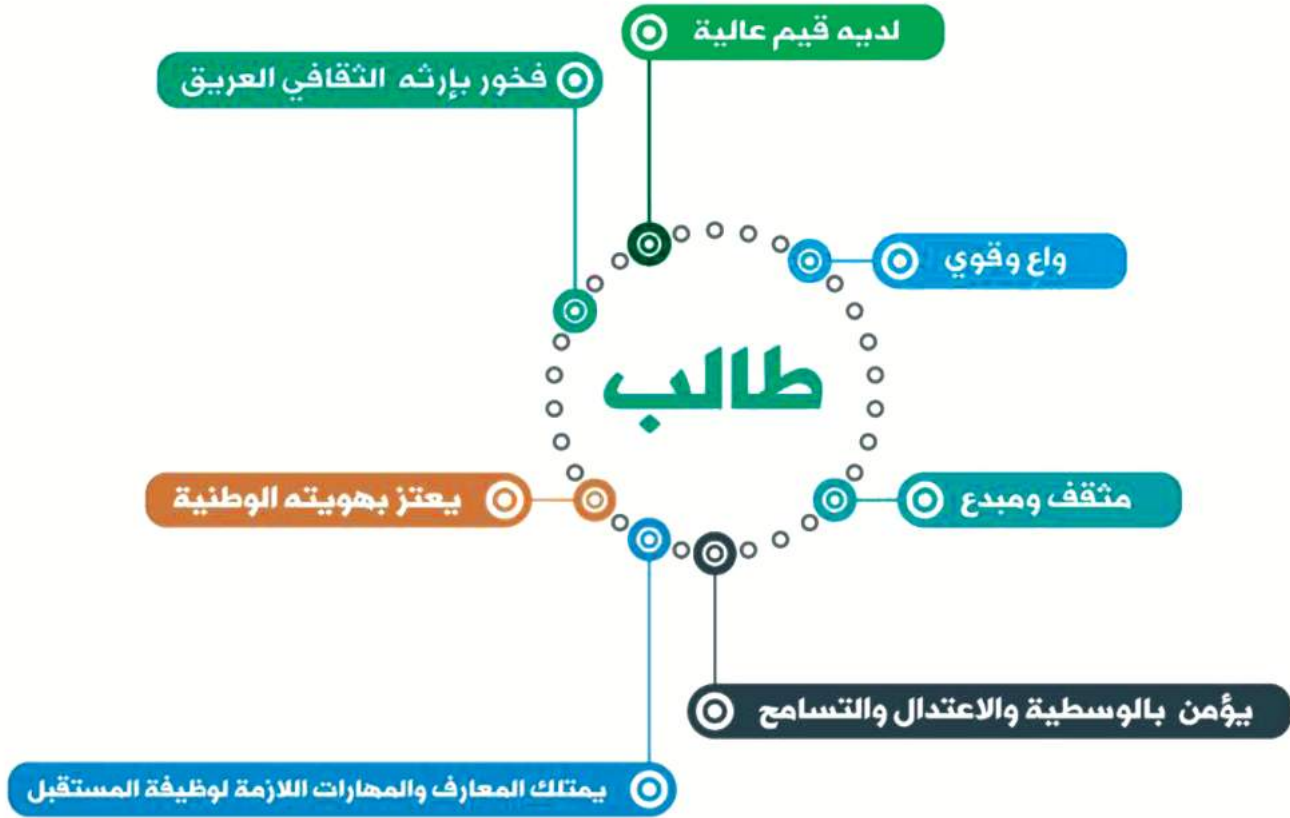 لديه قيم عالية
فخور بإرثه الثقافي العريق
واع وقوي
طالب
يعتز بهويته الوطنية
مثقف ومبدع
يؤمن بالوسطية والاعتدال والتسامح
يمتلك المعارف والمهارات اللازمة لوظيفة المستقبل